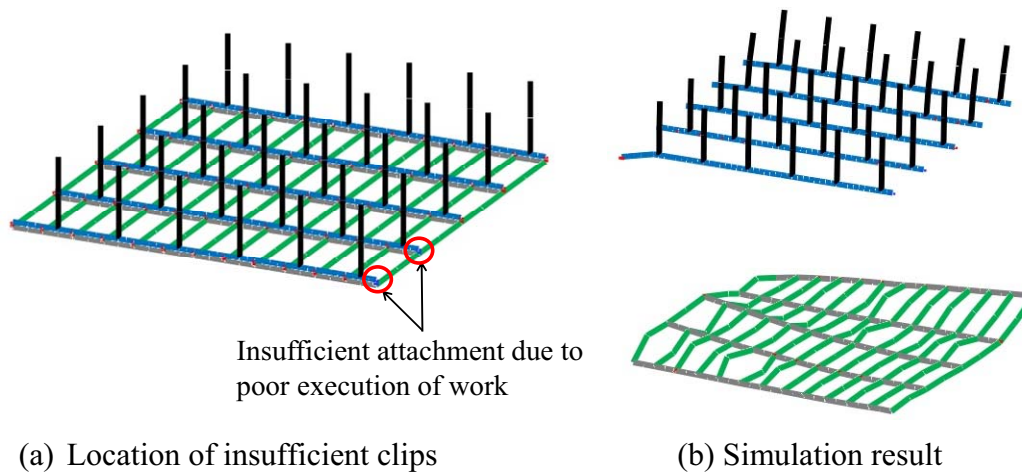 Insufficient attachment due to
poor execution of work
(a) Location of insufficient clips
(b) Simulation result